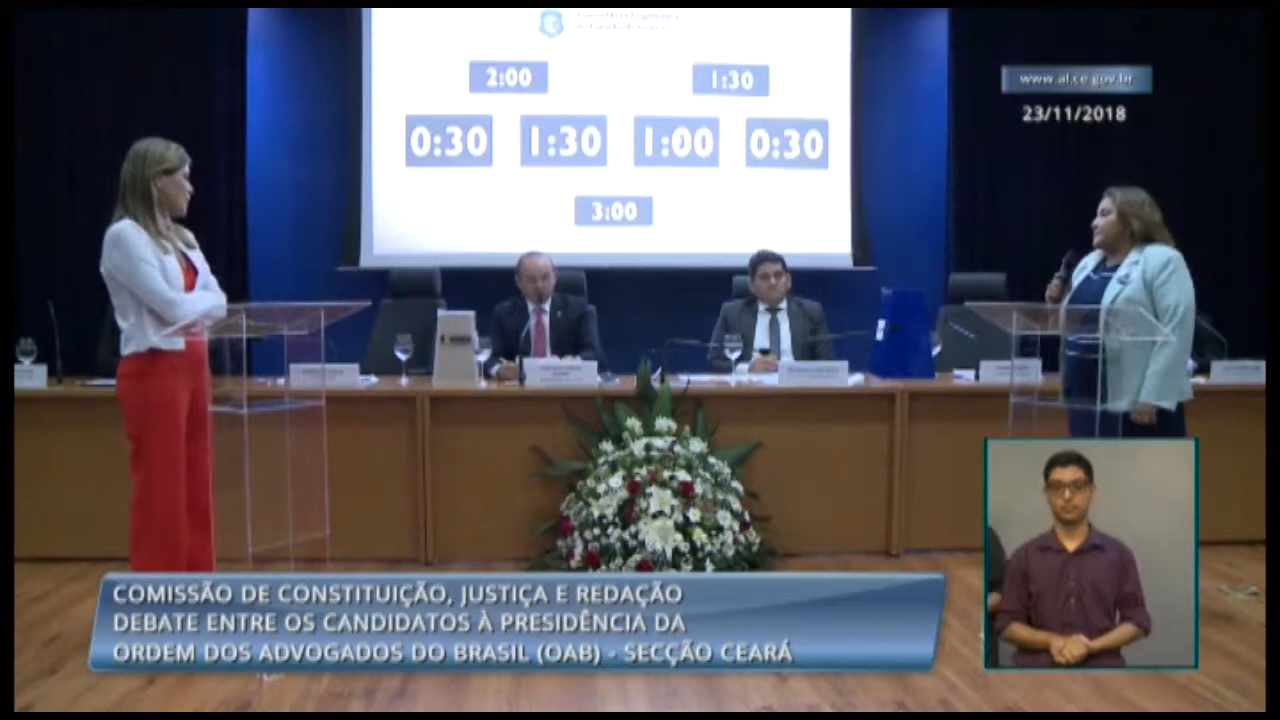 2:00
1:30
0:30
1:30
1:00
0:30
3:00
www.al.ce.gov.br
23/11/2018
COMISSÃO DE CONSTITUIÇÃO, JUSTIÇA E REDAÇÃO
DEBATE ENTRE OS CANDIDATOS À PRESIDÊNCIA DA
ORDEM DOS ADVOGADOS DO BRASIL (OAB) - SECÇÃO CEARÁ